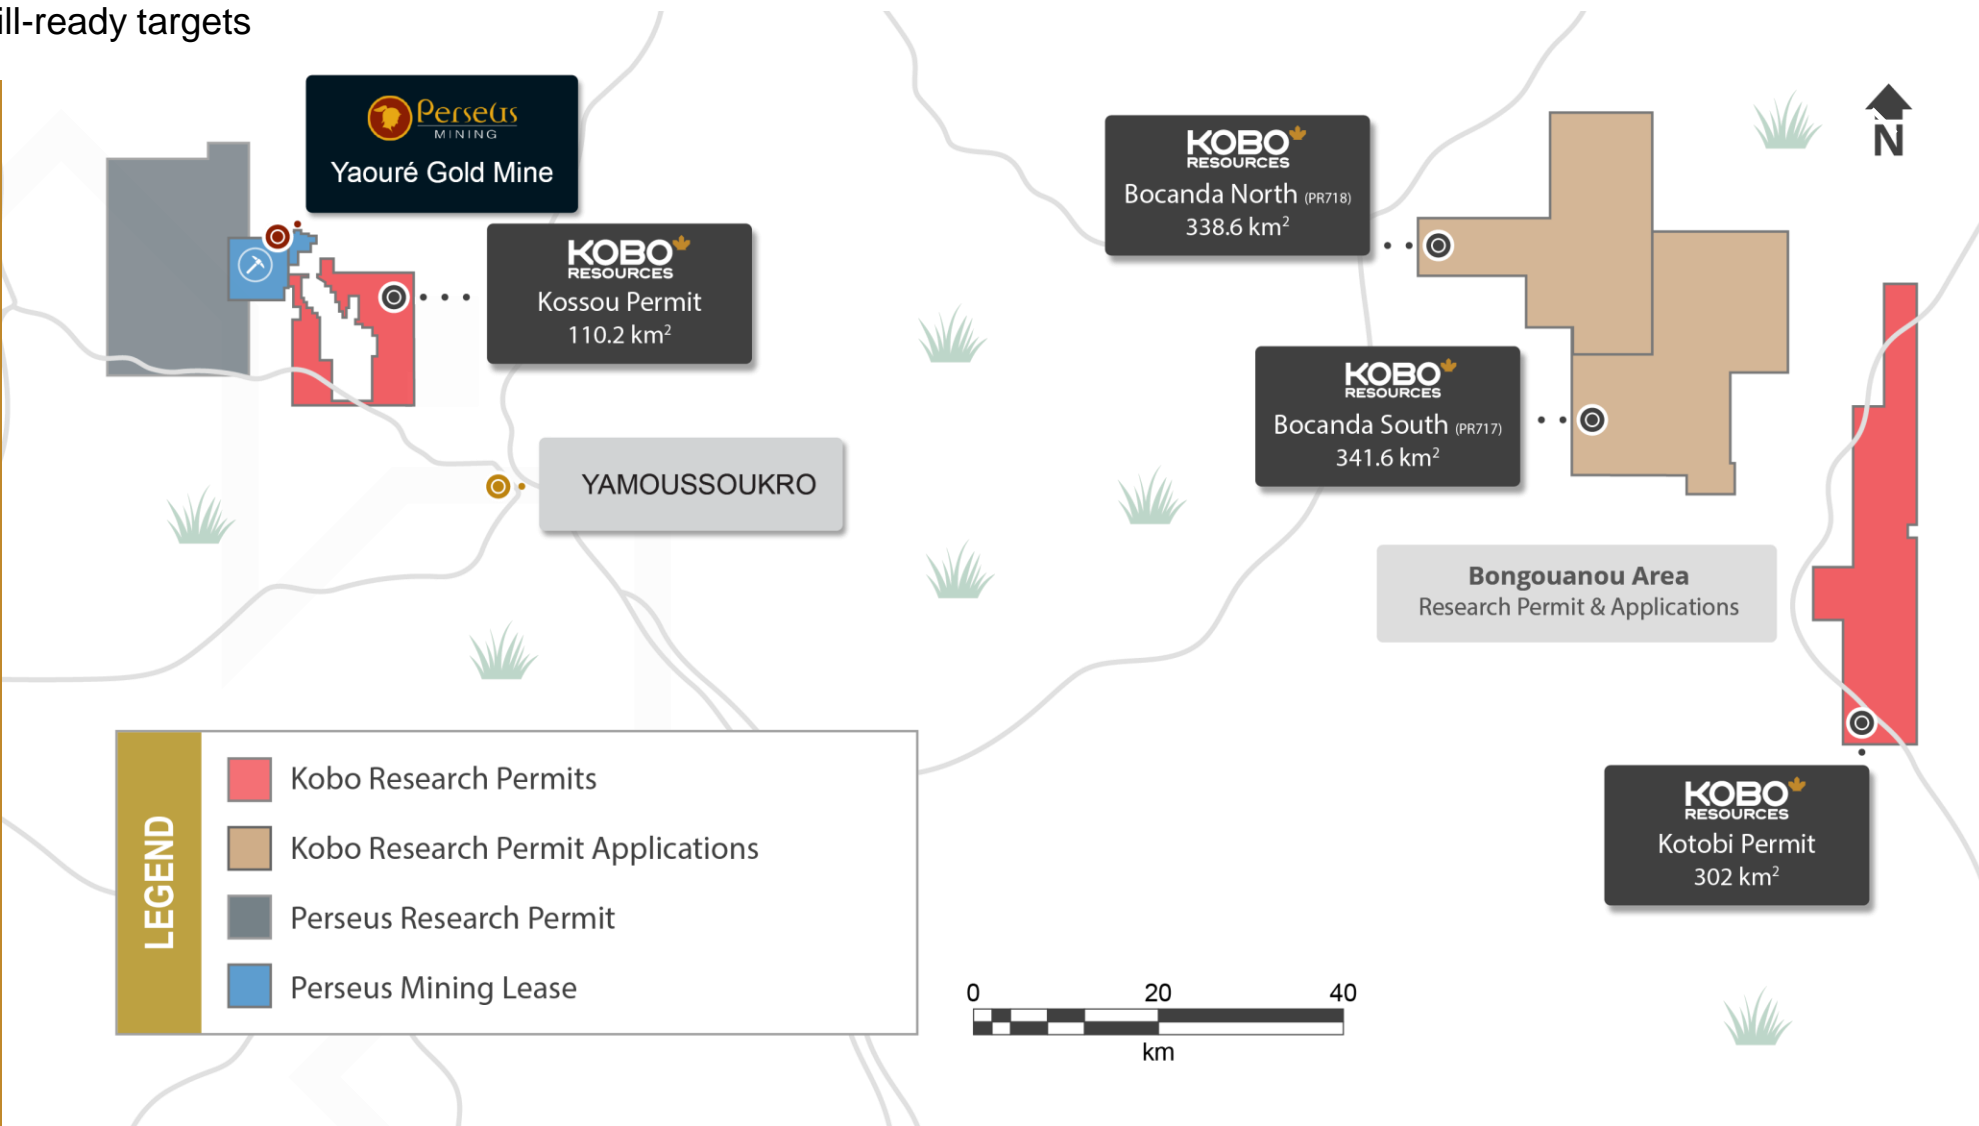 ill-ready targets
Perseus
MINING
Yaouré Gold Mine
KOBO
RESOURCES
Kossou Permit
110.2 km²
KOBO
RESOURCES
Bocanda North (PR718)
338.6 km²
N
KOBO
RESOURCES
Bocanda South (PR717)
341.6 km²
YAMOUSSOUKRO
Bongouanou Area
Research Permit & Applications
KOBO
RESOURCES
Kotobi Permit
302 km²
LEGEND
Kobo Research Permits
Kobo Research Permit Applications
Perseus Research Permit
Perseus Mining Lease
0 20 40
km